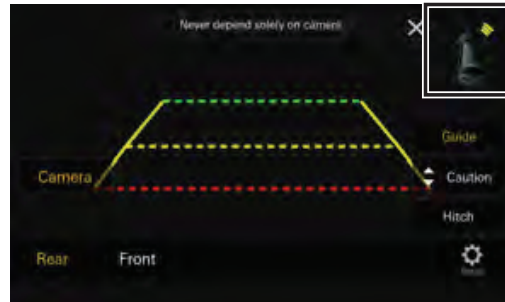 Never depend solely on camera
Guide
Camera
Caution
Hitch
Rear
Front